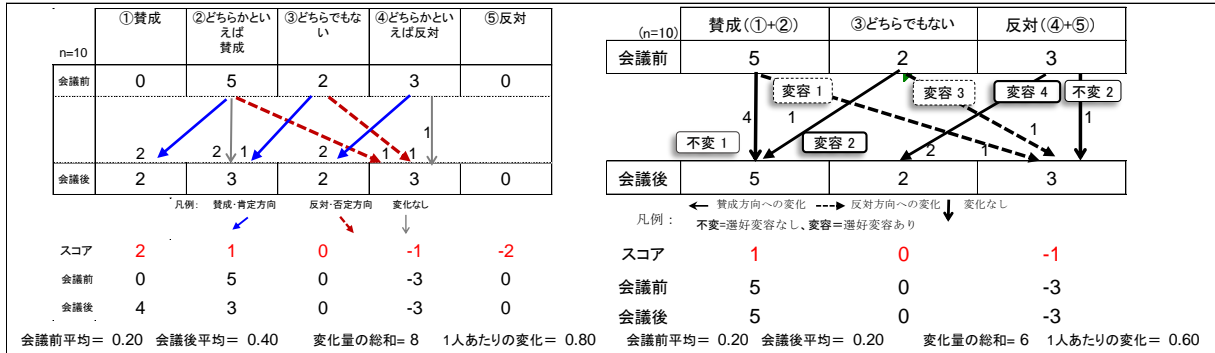 ①賛成 ②どちらかとい ③どちらでもな ④どちらかとい ⑤反対
えば い えば反対
賛成
n=10
会議前 0 5 2 3 0
1
2 2 1 2 1 1
会議後 2 3 2 3 0
凡例: 賛成・肯定方向 反対・否定方向 変化なし
スコア 2 1 0 -1 -2
会議前 0 5 0 -3 0
会議後 4 3 0 -3 0
会議前平均＝ 0.20 会議後平均＝ 0.40 変化量の総和= 8 1人あたりの変化＝ 0.80
(n=10) 賛成(①+②) ③どちらでもない 反対(④+⑤)
会議前 5 2 3
変容 1 変容 3 変容 4 不変 2
4 1 1 1
不変 1 変容 2 2 1
会議後 5 2 3
賛成方向への変化 反対方向への変化 変化なし
凡例：
不変=選好変容なし、変容＝選好変容あり
スコア 1 0 -1
会議前 5 0 -3
会議後 5 0 -3
会議前平均＝ 0.20 会議後平均＝ 0.20 変化量の総和＝ 6 1人あたりの変化＝ 0.60